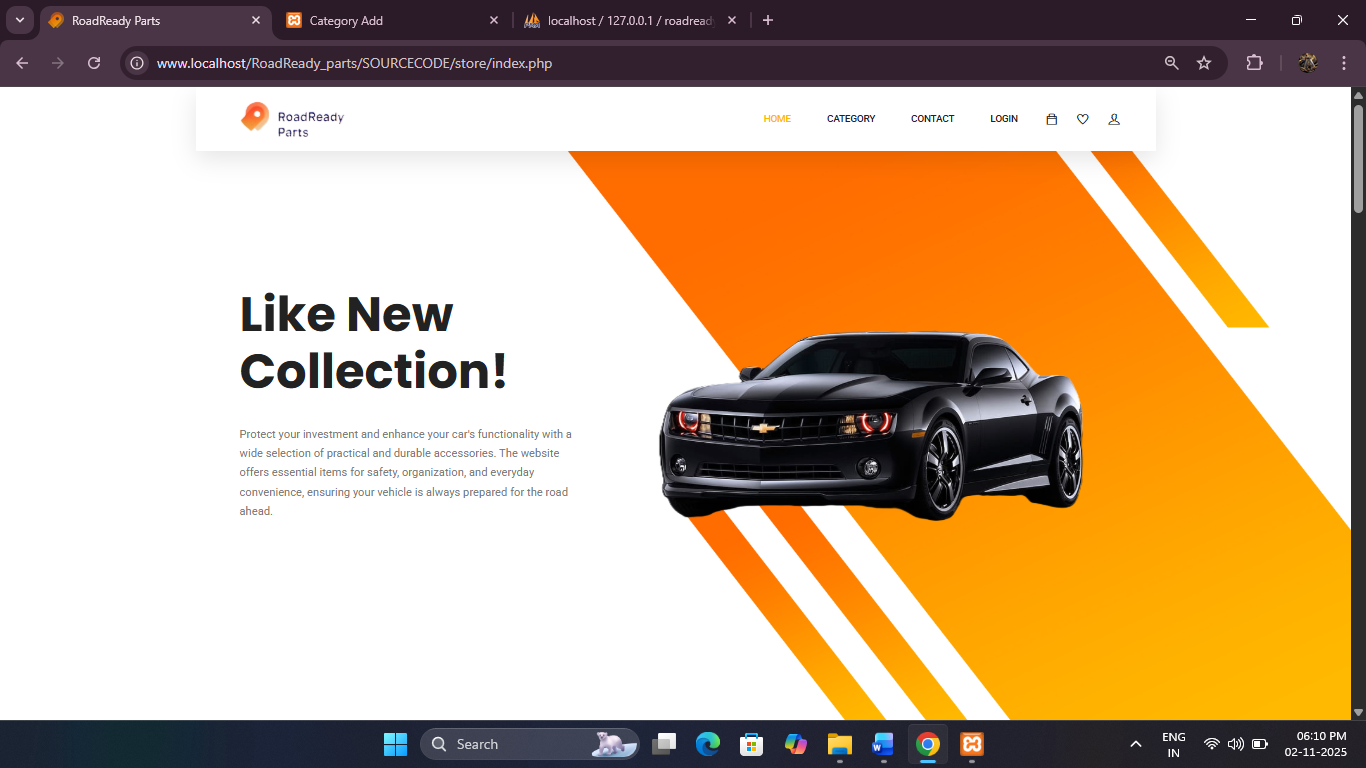 RoadReady Parts
Category Add
localhost / 127.0.0.1 / roadready
www.localhost/RoadReady_parts/SOURCECODE/store/index.php
RoadReady
Parts
HOME CATEGORY CONTACT LOGIN
Like New
Collection!
Protect your investment and enhance your car's functionality with a
wide selection of practical and durable accessories. The website
offers essential items for safety, organization, and everyday
convenience, ensuring your vehicle is always prepared for the road
ahead.
Search
ENG
IN
06:10 PM
02-11-2025